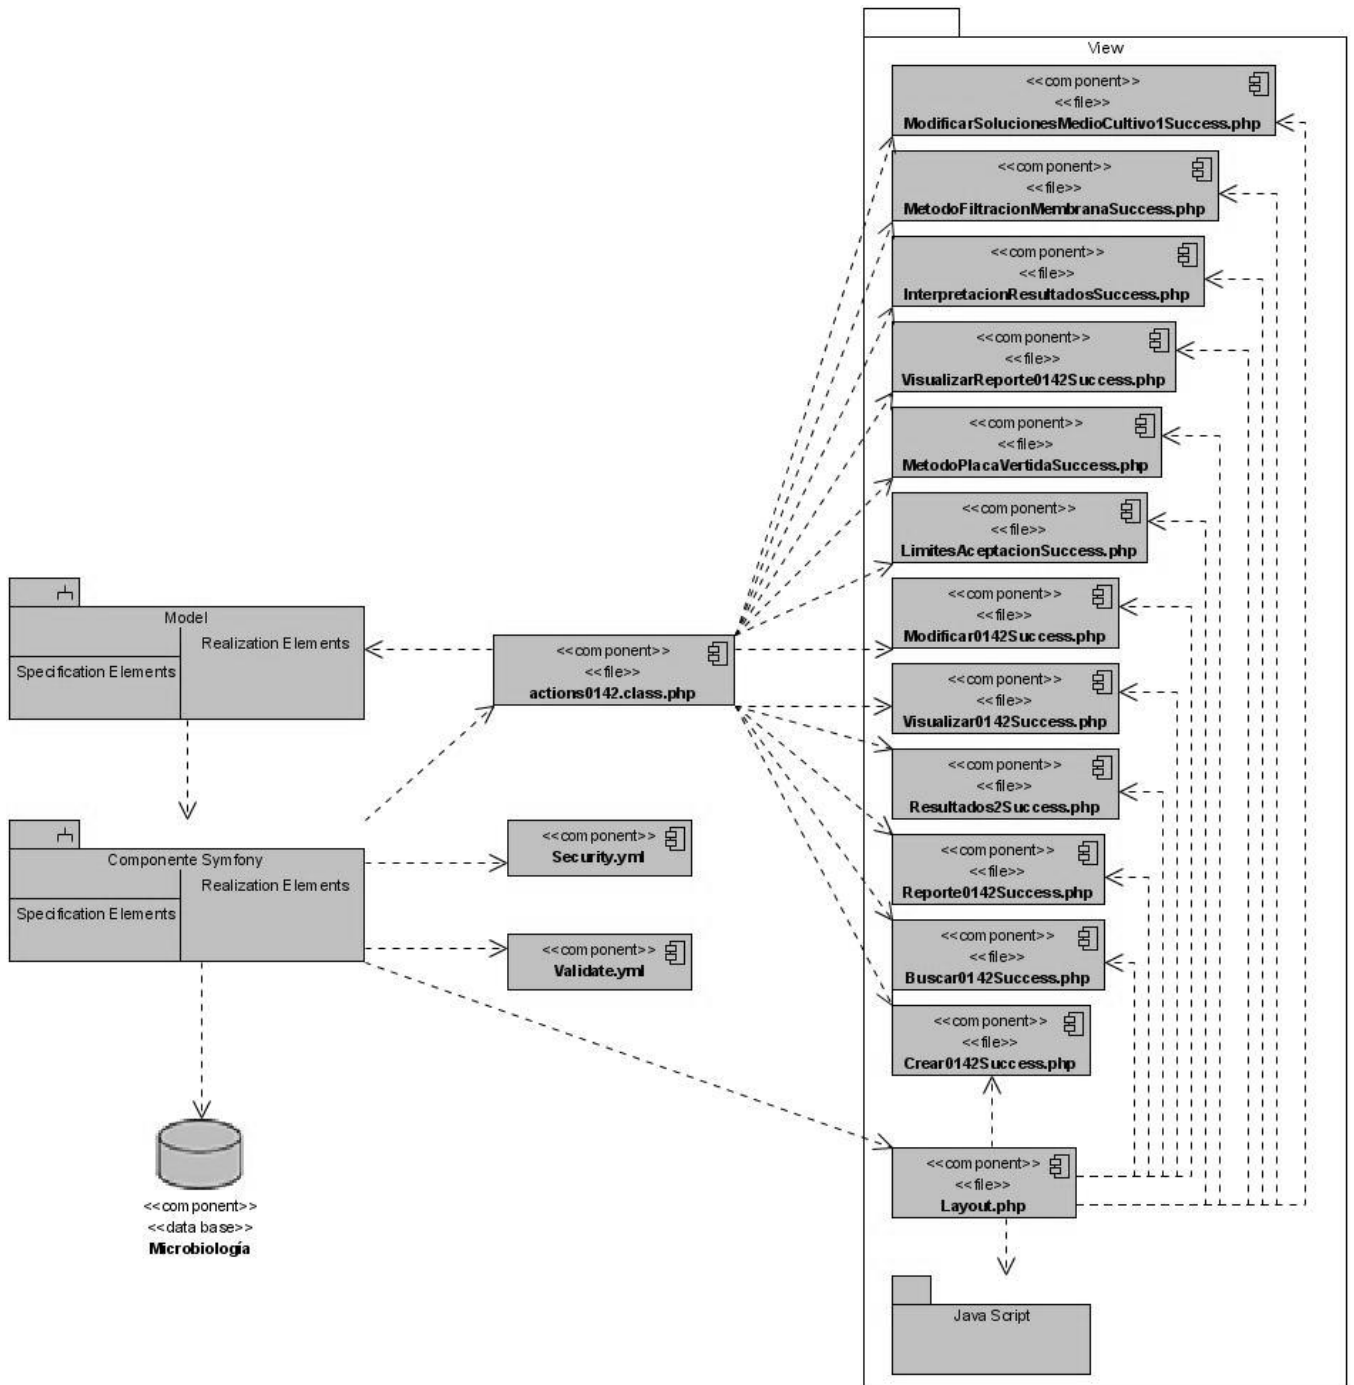 View
<<component>>
<<file>>
ModificarSolucionesMedioCultivo1Success.php
<<component>>
<<file>>
MetodoFiltracionMembranaSuccess.php
<<component>>
<<file>>
InterpretacionResultadosSuccess.php
<<component>>
<<file>>
VisualizarReporte0142Success.php
<<component>>
<<file>>
MetodoPlacaVertidaSuccess.php
<<component>>
<<file>>
LimitesAceptacionSuccess.php
<<component>>
<<file>>
Modificar0142Success.php
<<component>>
<<file>>
Visualizar0142Success.php
<<component>>
<<file>>
Resultados2Success.php
<<component>>
<<file>>
Reporte0142Success.php
<<component>>
<<file>>
Buscar0142Success.php
<<component>>
<<file>>
Crear0142Success.php
<<component>>
<<file>>
Layout.php
Java Script
Model
Realization Elements
Specification Elements
<<component>>
<<file>>
actions0142.class.php
Componente Symfony
Realization Elements
Specification Elements
<<component>>
Security.yml
<<component>>
Validate.yml
<<component>>
<<data base>>
Microbiología